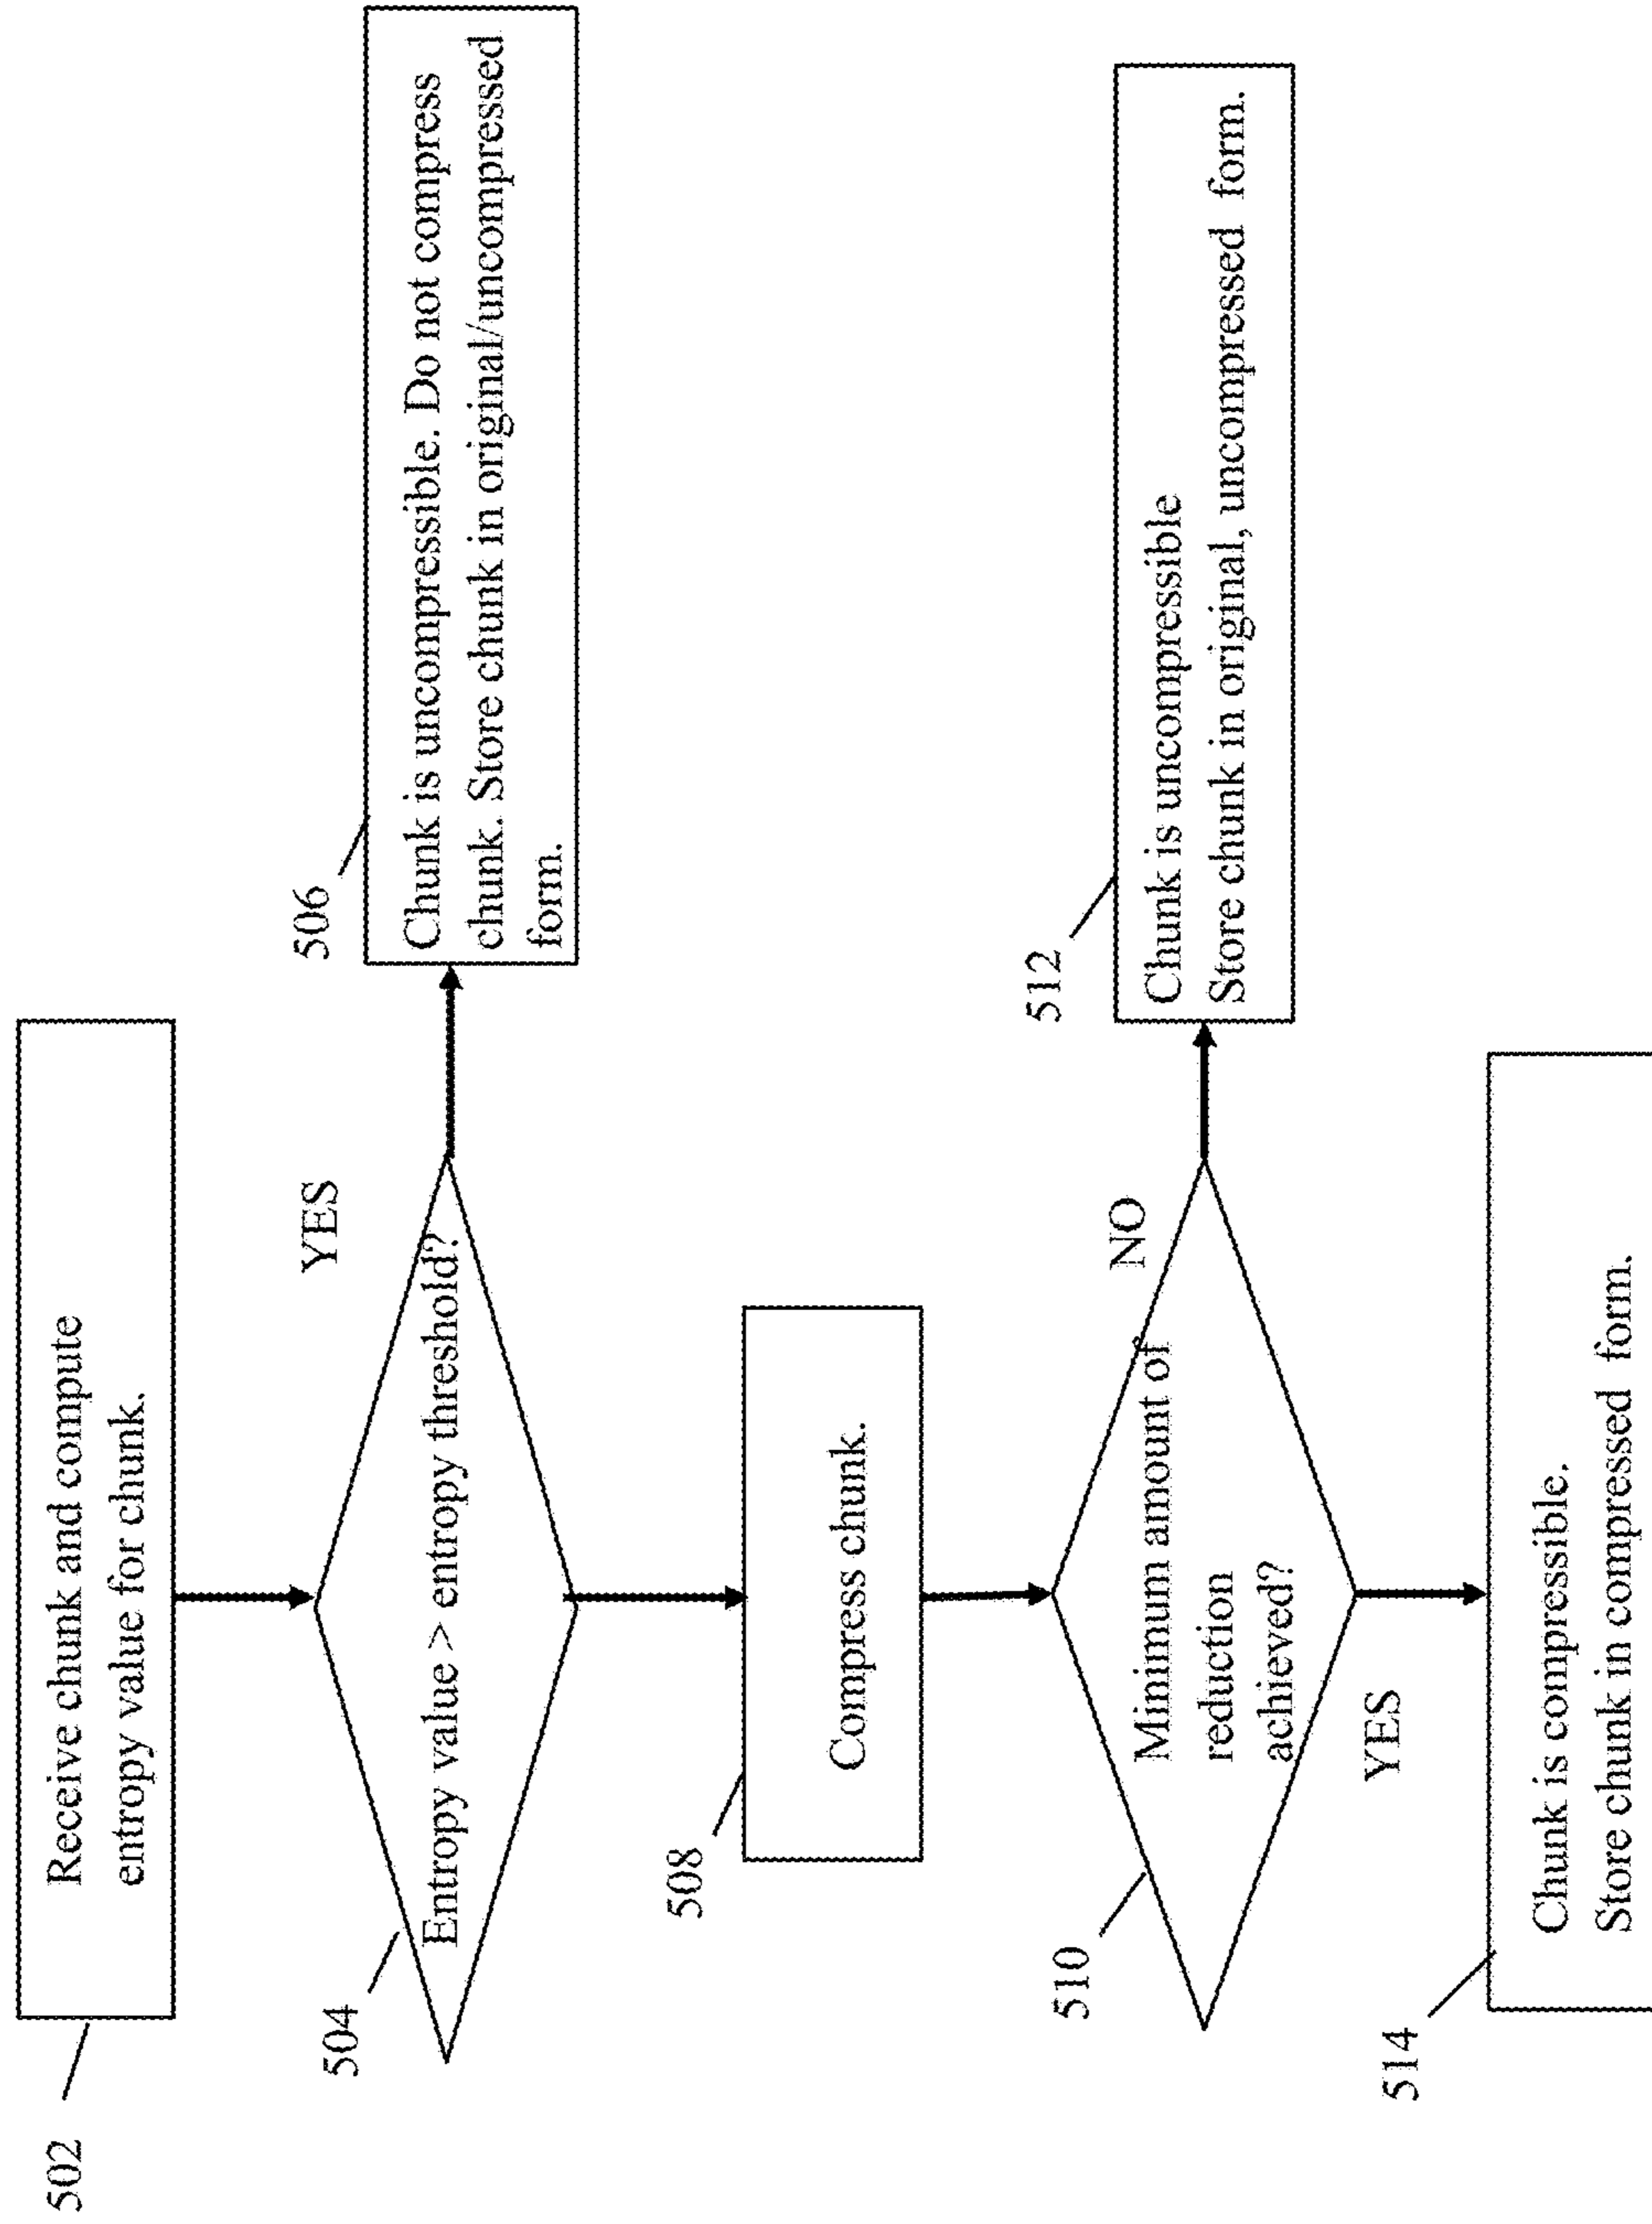 502
Receive chunk and compute
entropy value for chunk.
504
Entropy value > entropy threshold?
YES
506
Chunk is uncompressible. Do not compress
chunk. Store chunk in original/uncompressed
form.
508
Compress chunk.
510
Minimum amount of
reduction
achieved?
NO
512
Chunk is uncompressible
Store chunk in original, uncompressed form.
YES
514
Chunk is compressible.
Store chunk in compressed form.